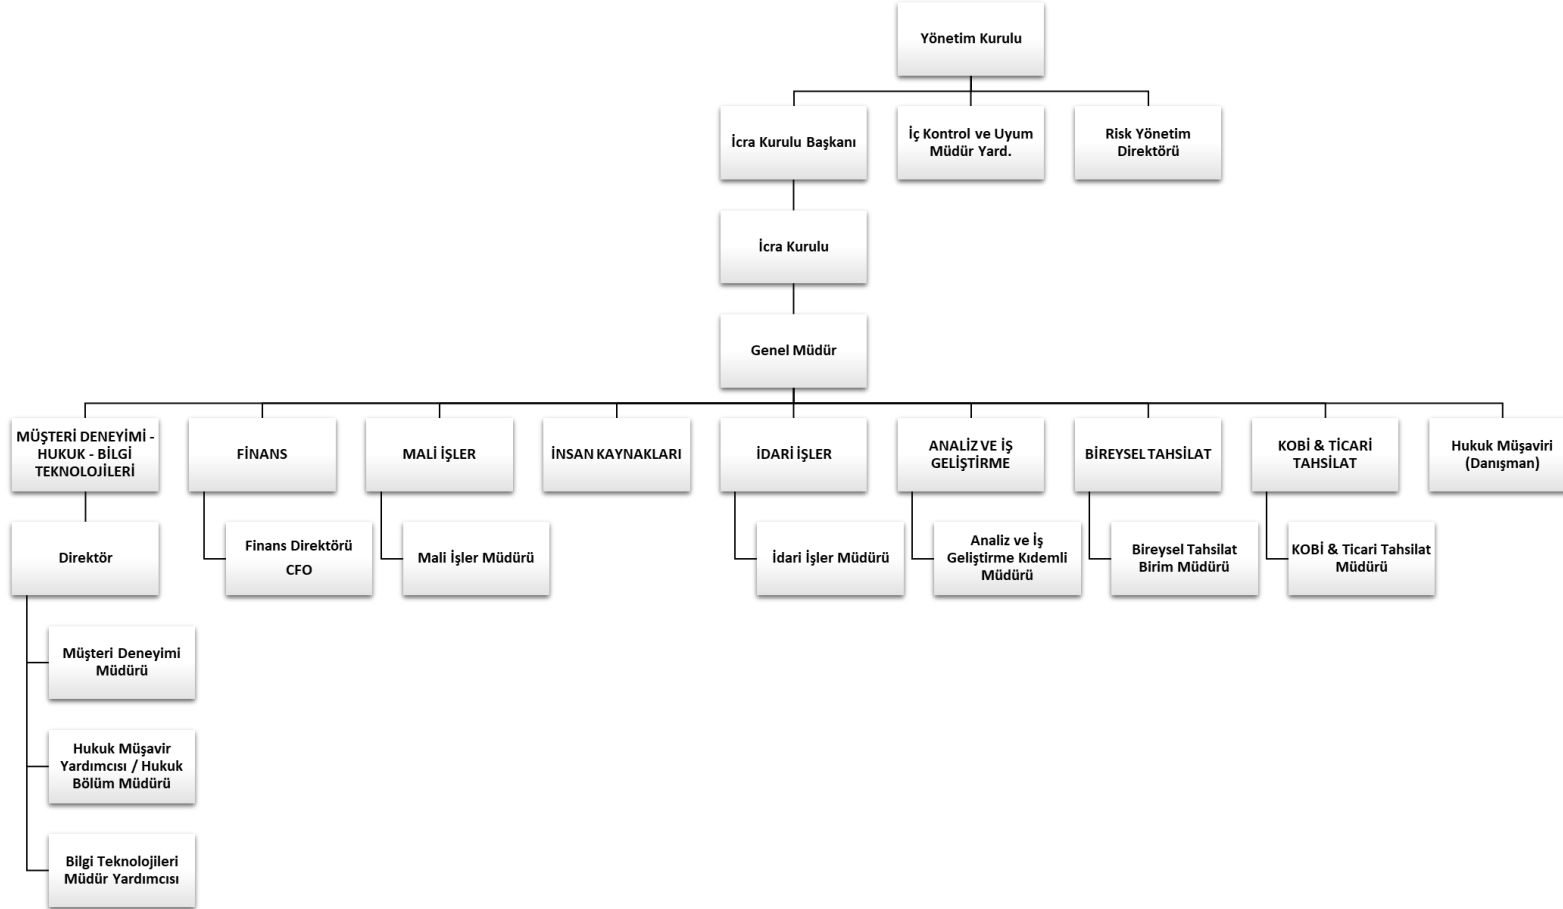 Yönetim Kurulu
İcra Kurulu Başkanı
İç Kontrol ve Uyum
Müdür Yard.
Risk Yönetim
Direktörü
İcra Kurulu
Genel Müdür
MÜŞTERİ DENEYİMİ -
HUKUK - BİLGİ
TEKNOLOJİLERİ
FİNANS
MALİ İŞLER
İNSAN KAYNAKLARI
İDARİ İŞLER
ANALİZ VE İŞ
GELİŞTİRME
BİREYSEL TAHSİLAT
KOBİ & TİCARİ
TAHSİLAT
Hukuk Müşaviri
(Danışman)
Direktör
Finans Direktörü
CFO
Mali İşler Müdürü
İdari İşler Müdürü
Analiz ve İş
Geliştirme Kıdemli
Müdürü
Bireysel Tahsilat
Birim Müdürü
KOBİ & Ticari Tahsilat
Müdürü
Müşteri Deneyimi
Müdürü
Hukuk Müşavir
Yardımcısı / Hukuk
Bölüm Müdürü
Bilgi Teknolojileri
Müdür Yardımcısı